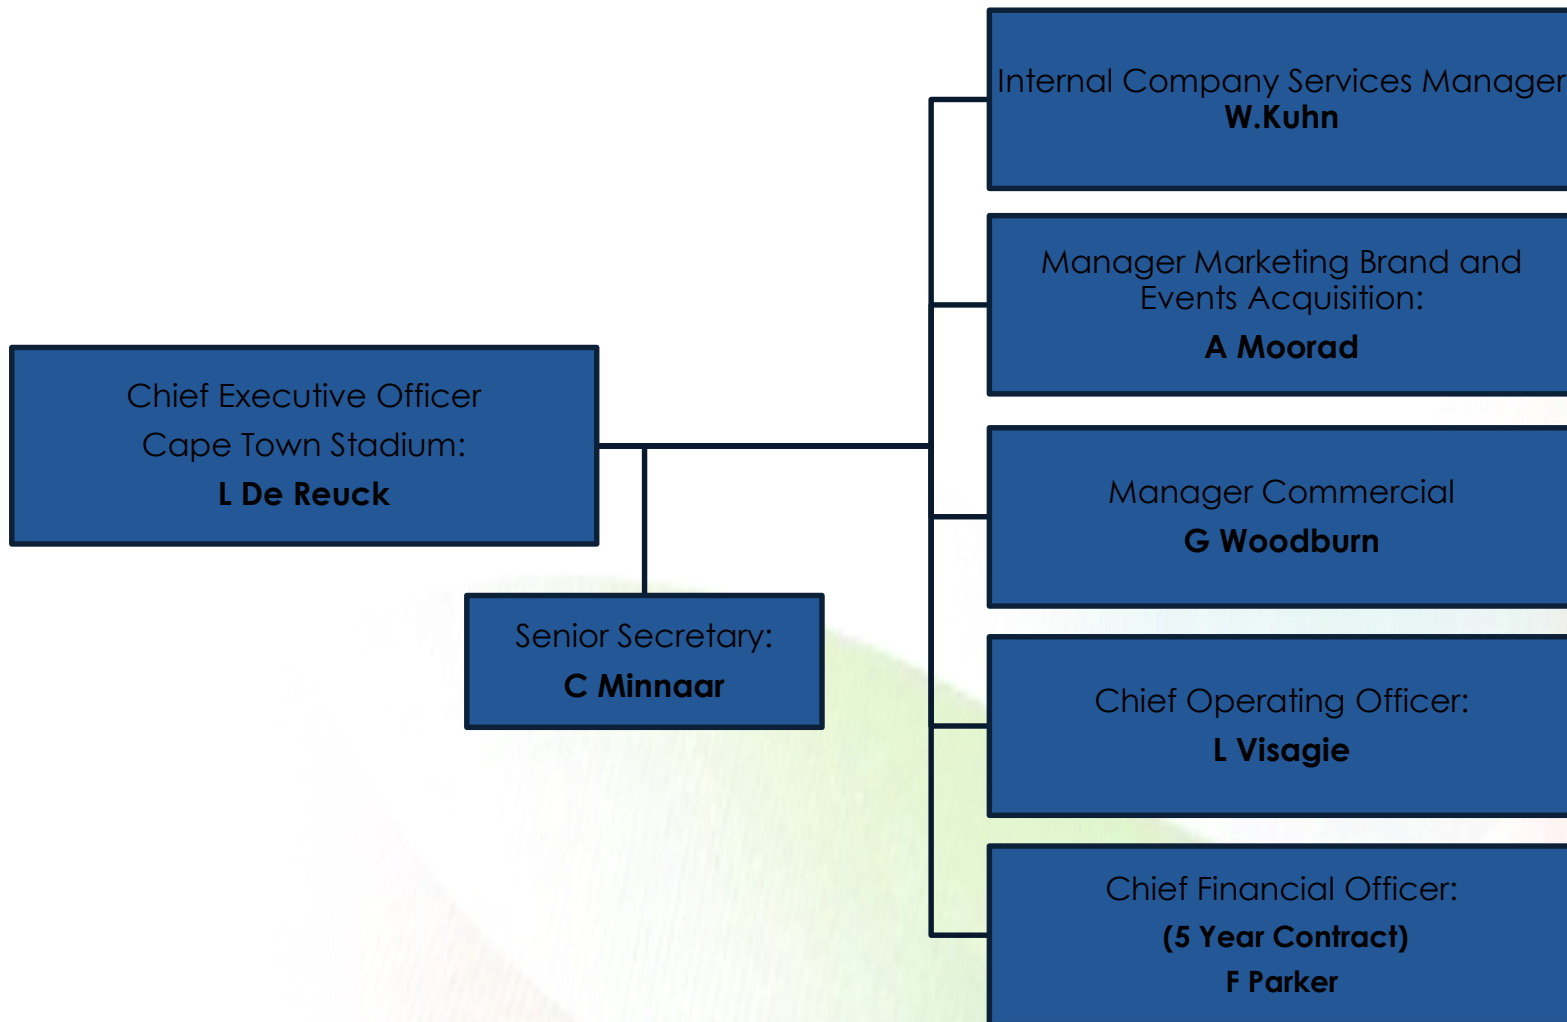 Internal Company Services Manager
W.Kuhn
Manager Marketing Brand and
Events Acquisition:
A Moorad
Chief Executive Officer
Cape Town Stadium:
L De Reuck
Manager Commercial
G Woodburn
Senior Secretary:
C Minnaar
Chief Operating Officer:
L Visagie
Chief Financial Officer:
(5 Year Contract)
F Parker